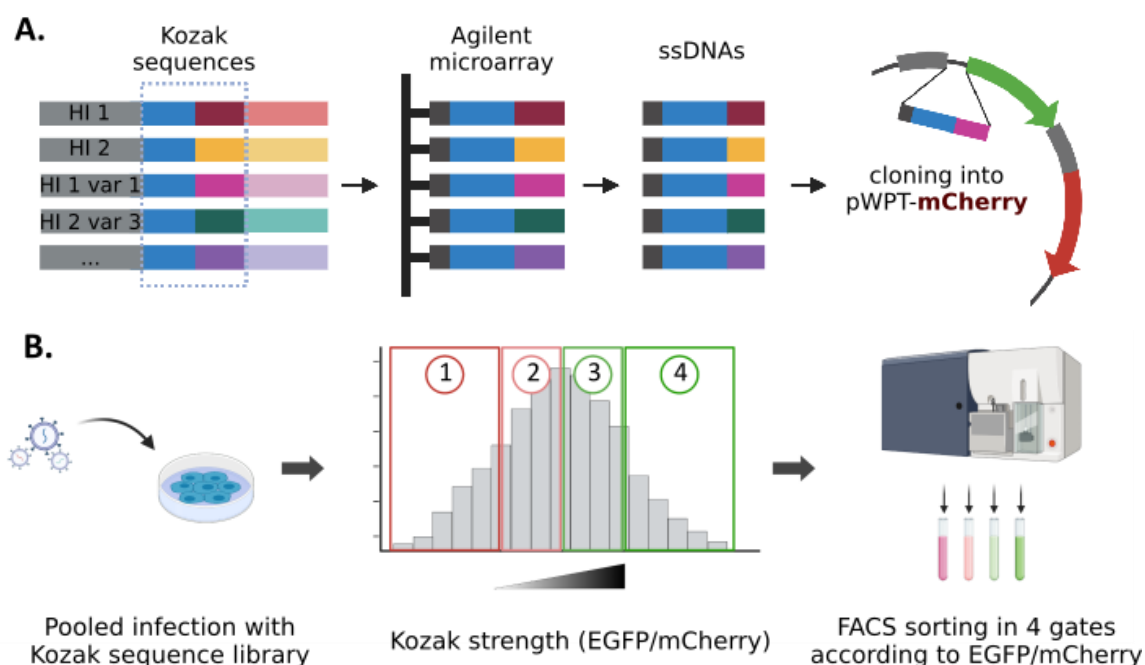 A.
Kozak
sequences
Agilent
microarray
ssDNAs
HI 1
HI 2
HI 1 var 1
HI 2 var 3
...
cloning into
pWPT-mCherry
B.
1
2
3
4
Pooled infection with
Kozak sequence library
Kozak strength (EGFP/mCherry)
FACS sorting in 4 gates
according to EGFP/mCherry